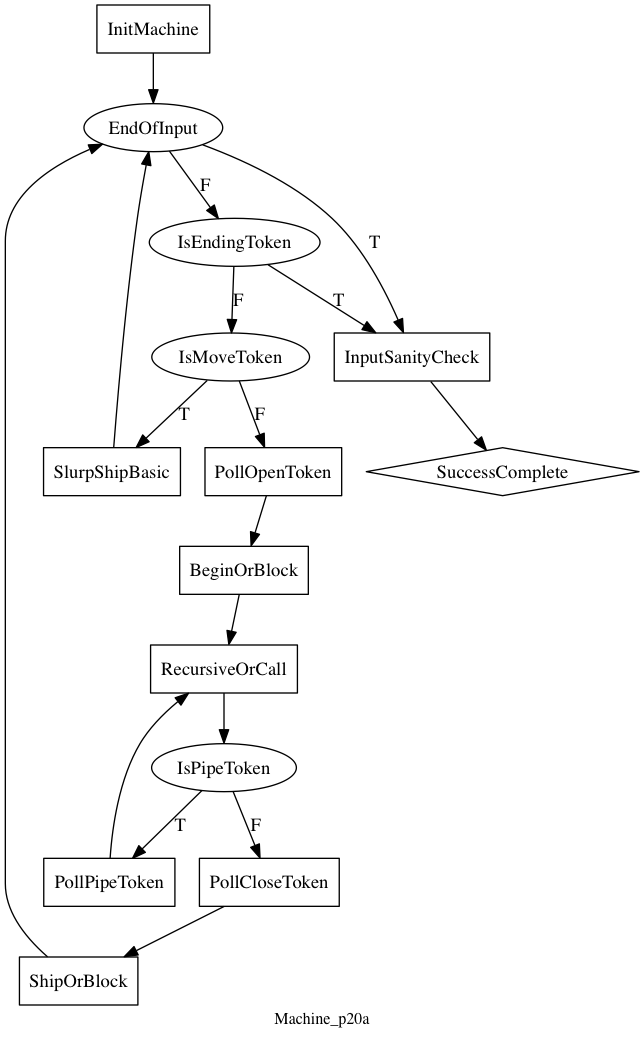 InitMachine
EndOfInput
F
T
IsEndingToken
F
T
IsMoveToken
InputSanityCheck
T
F
SlurpShipBasic
PollOpenToken
SuccessComplete
BeginOrBlock
RecursiveOrCall
IsPipeToken
T
F
PollPipeToken
PollCloseToken
ShipOrBlock
Machine_p20a